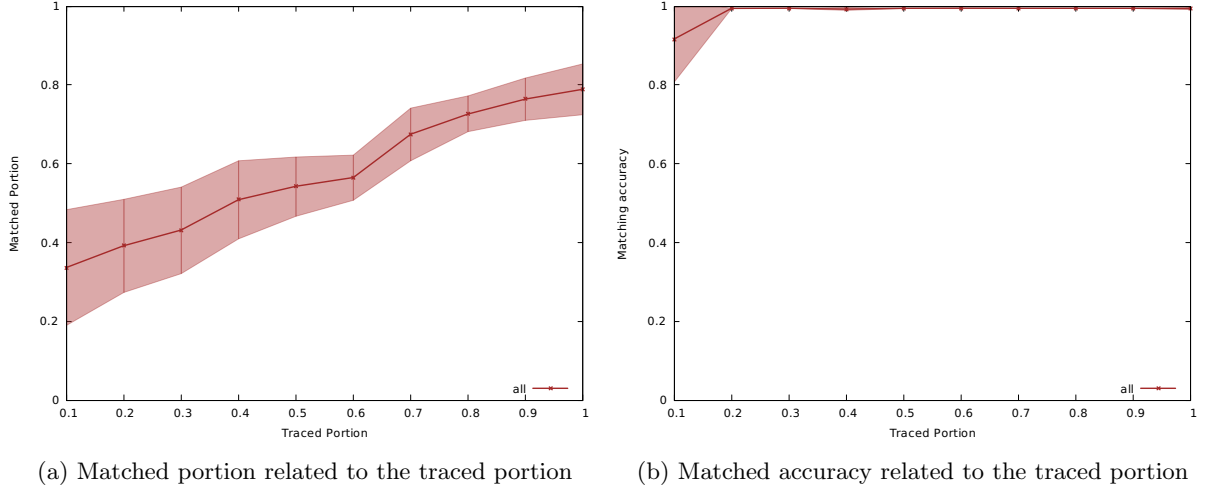 1
0.8
0.6
0.4
0.2
0
Matched Portion
all
0.1 0.2 0.3 0.4 0.5 0.6 0.7 0.8 0.9 1
Traced Portion
(a) Matched portion related to the traced portion
1
0.8
0.6
0.4
0.2
0
Matching accuracy
all
0.1 0.2 0.3 0.4 0.5 0.6 0.7 0.8 0.9 1
Traced Portion
(b) Matched accuracy related to the traced portion